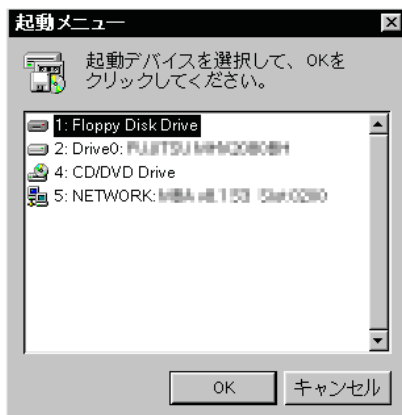 起動メニュー
起動デバイスを選択して、OKを
クリックしてください。
1: Floppy Disk Drive
2: Drive0:
4: CD/DVD Drive
5: NETWORK:
OK
キャンセル